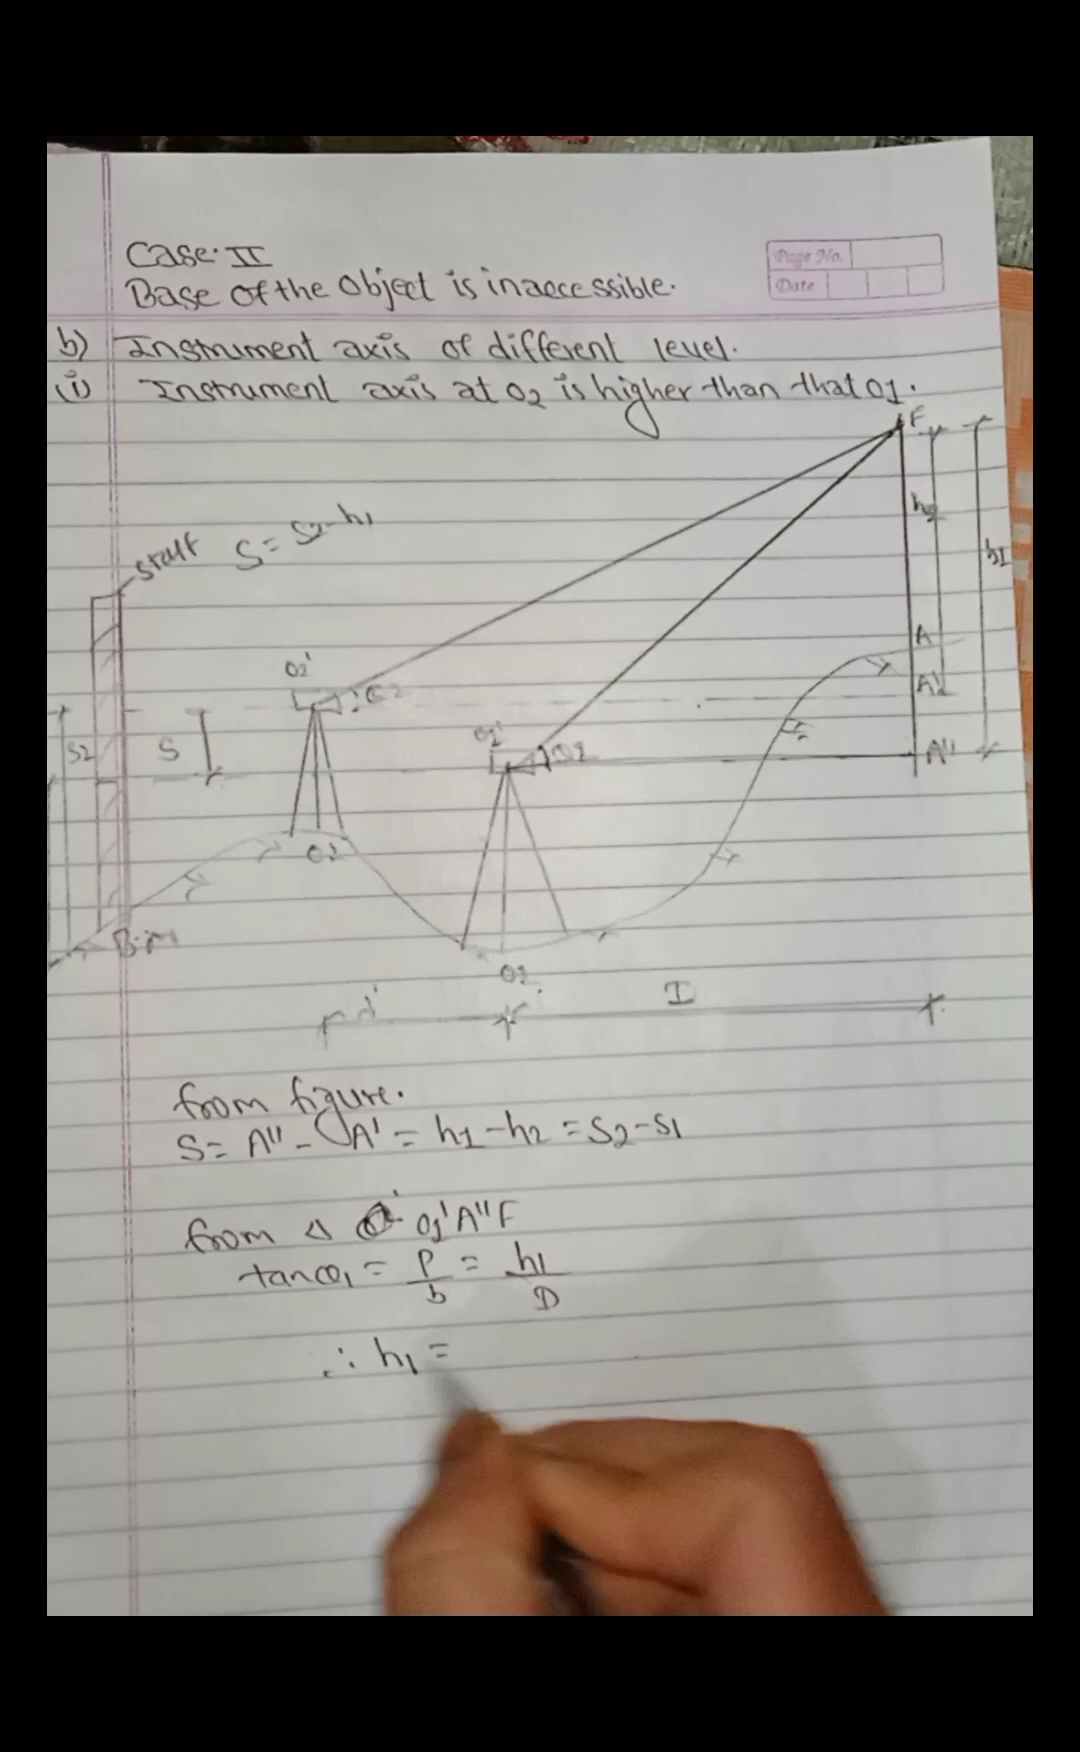 Case. II
Base of the object is inaccessible.
Page No.
Date
b) Instrument axis of different level.
(i) Instrument axis at O2 is higher than that O1.
F
h2
h1
staff S = S2-h1
A
O2'
A'
S2
S
O1'
A"
O2
B.M
O1
d
D
from figure.
S = A" - A' = h1 - h2 = S2 - S1
from Δ O1'A"F
tanθ1 = P/b = h1/D
∴ h1 =